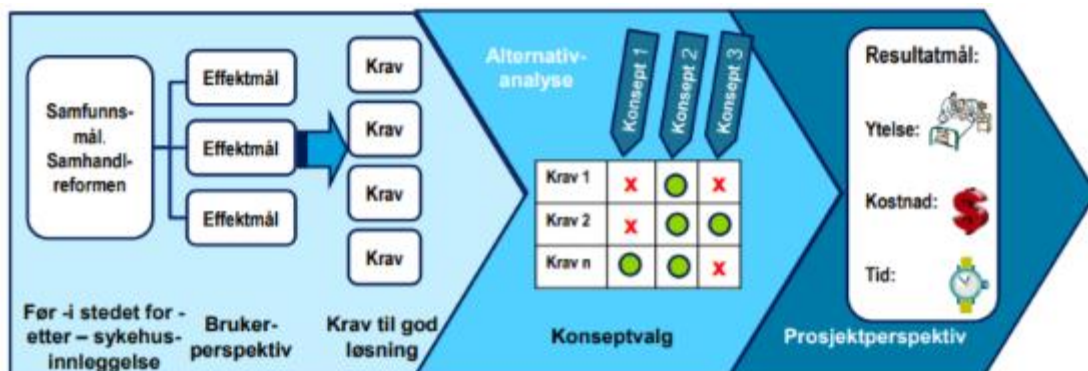 Samfunns-
mål.
Samhandl-
reformen
Effektmål
Effektmål
Effektmål
Krav
Krav
Krav
Krav
Før -i stedet for -
etter – sykehus-
innleggelse
Bruker-
perspektiv
Krav til god
løsning
Alternativ-
analyse
Konsept 1
Konsept 2
Konsept 3
Krav 1 x x
Krav 2 x
Krav n x
Konseptvalg
Resultatmål:
Ytelse:
Kostnad:
Tid:
Prosjektperspektiv